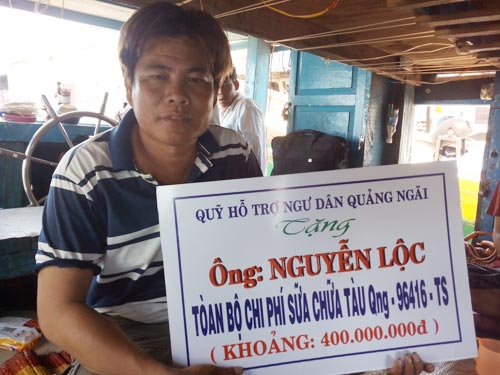 QUỸ HỖ TRỢ NGƯ DÂN QUẢNG NGÃI
Tặng
Ông: NGUYỄN LỘC
TOÀN BỘ CHI PHÍ SỬA CHỮA TÀU Qng - 96416 - TS
( KHOẢNG: 400.000.000đ )